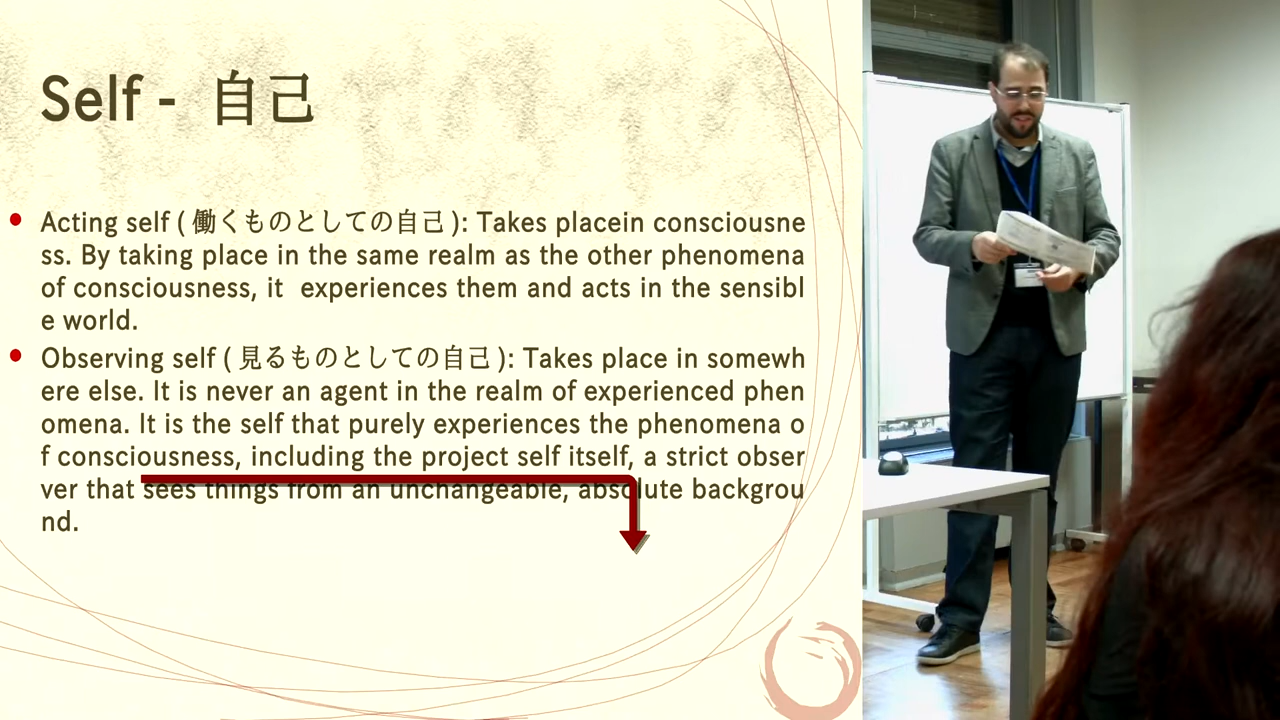 Self - 自己
Acting self ( 働くものとしての自己 ): Takes placein consciousne
ss. By taking place in the same realm as the other phenomena
of consciousness, it  experiences them and acts in the sensibl
e world.
Observing self ( 見るものとしての自己 ): Takes place in somewh
ere else. It is never an agent in the realm of experienced phen
omena. It is the self that purely experiences the phenomena o
f consciousness, including the project self itself, a strict obser
ver that sees things from an unchangeable, absolute backgrou
nd.